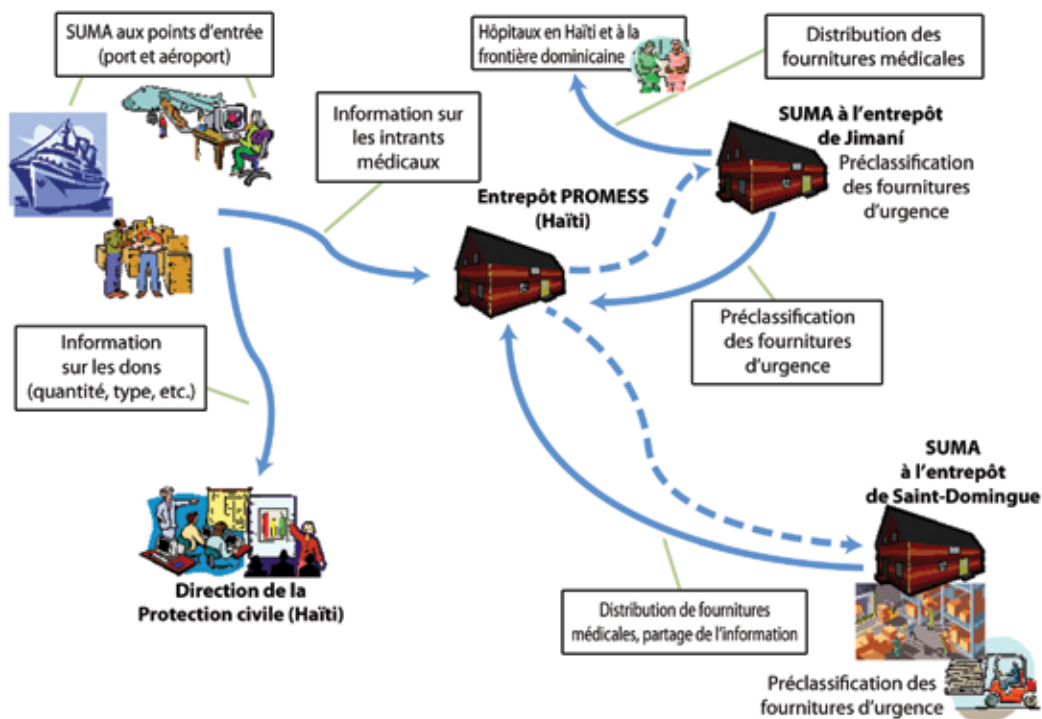 SUMA aux points d'entrée
(port et aéroport)
Information sur
les intrants
médicaux
Hôpitaux en Haïti et à la
frontière dominicaine
Distribution des
fournitures médicales
SUMA à l'entrepôt
de Jimaní
Préclassification
des fournitures
d'urgence
Entrepôt PROMESS
(Haïti)
Préclassification
des fournitures
d'urgence
Information
sur les dons
(quantité, type, etc.)
Direction de la
Protection civile (Haïti)
SUMA
à l'entrepôt
de Saint-Domingue
Distribution de fournitures
médicales, partage de l'information
Préclassification des
fournitures d'urgence